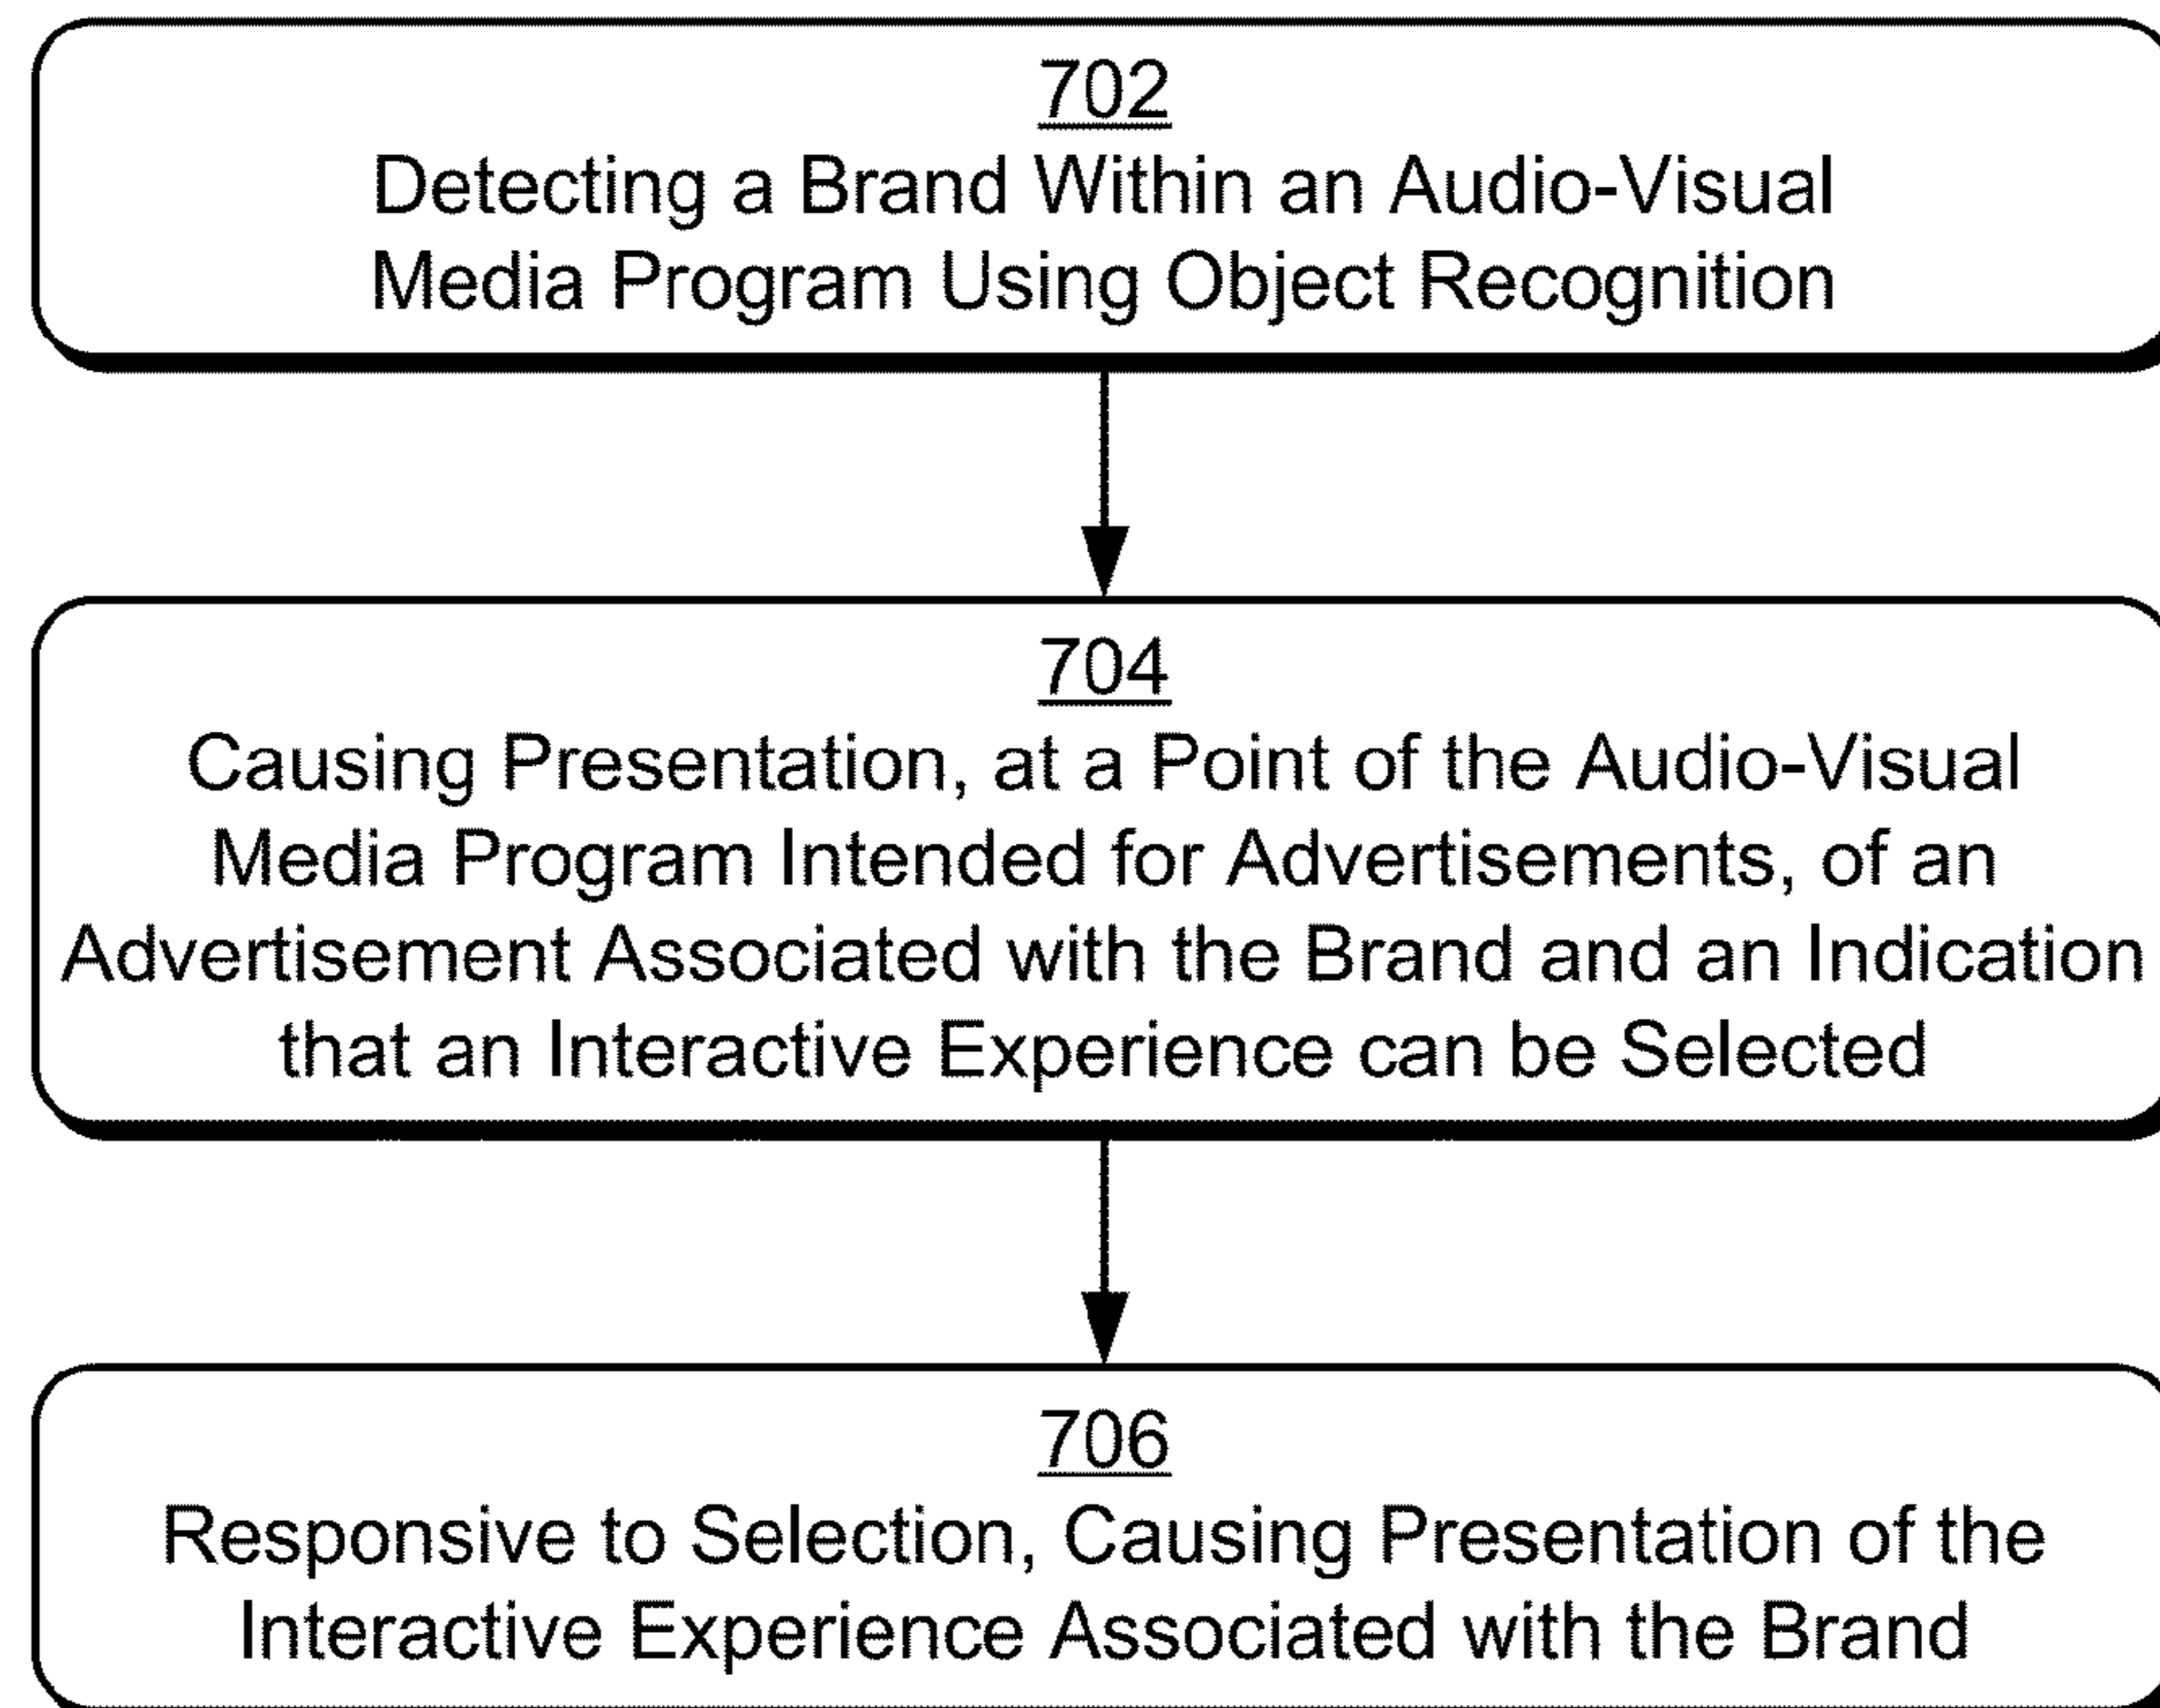 702
Detecting a Brand Within an Audio-Visual
Media Program Using Object Recognition
704
Causing Presentation, at a Point of the Audio-Visual
Media Program Intended for Advertisements, of an
Advertisement Associated with the Brand and an Indication
that an Interactive Experience can be Selected
706
Responsive to Selection, Causing Presentation of the
Interactive Experience Associated with the Brand